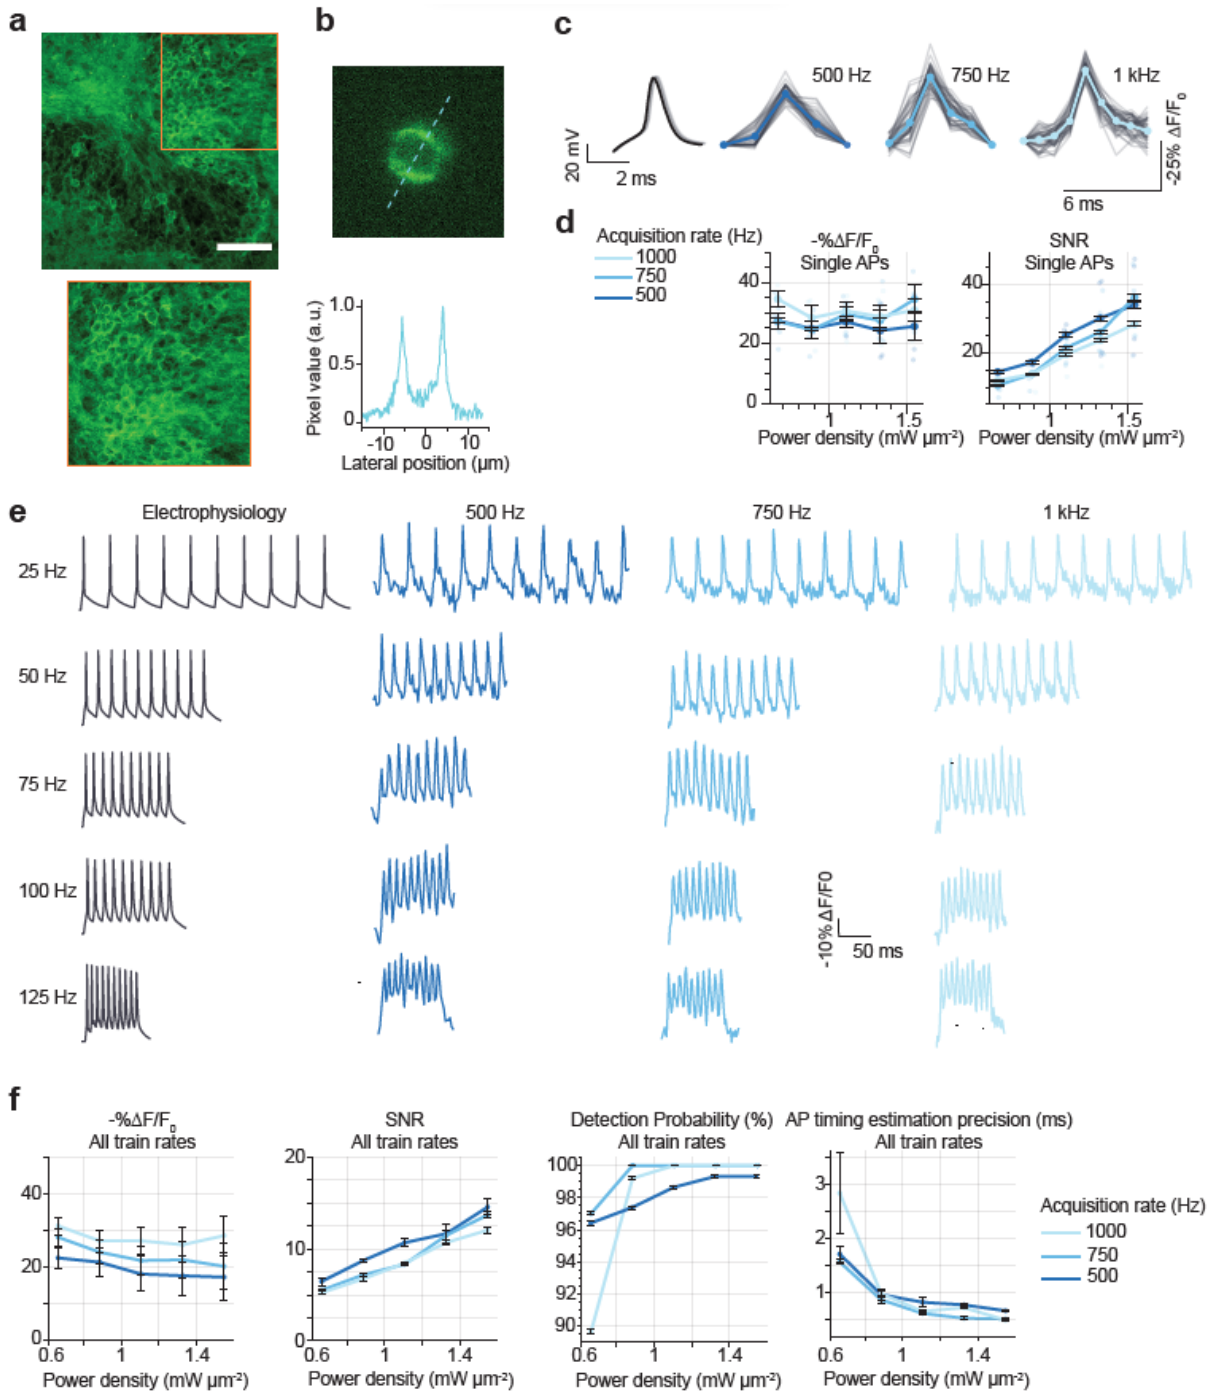 a
b
1.0
0.5
0
Pixel value (a.u.)
-10
0
10
Lateral position (µm)
c
500 Hz
750 Hz
1 kHz
20 mV
2 ms
-25% ΔF/F0
6 ms
d
Acquisition rate (Hz)
1000
750
500
-%ΔF/F0
Single APs
40
20
0
1
1.5
Power density (mW µm-2)
SNR
Single APs
40
20
1
1.5
Power density (mW µm-2)
e
Electrophysiology
500 Hz
750 Hz
1 kHz
25 Hz
50 Hz
75 Hz
100 Hz
125 Hz
-10% ΔF/F0
50 ms
f
-%ΔF/F0
All train rates
40
20
0
0.6
1
1.4
Power density (mW µm-2)
SNR
All train rates
20
10
0
0.6
1
1.4
Power density (mW µm-2)
Detection Probability (%)
All train rates
100
98
96
94
92
90
0.6
1
1.4
Power density (mW µm-2)
AP timing estimation precision (ms)
All train rates
3
2
1
0.6
1
1.4
Power density (mW µm-2)
Acquisition rate (Hz)
1000
750
500